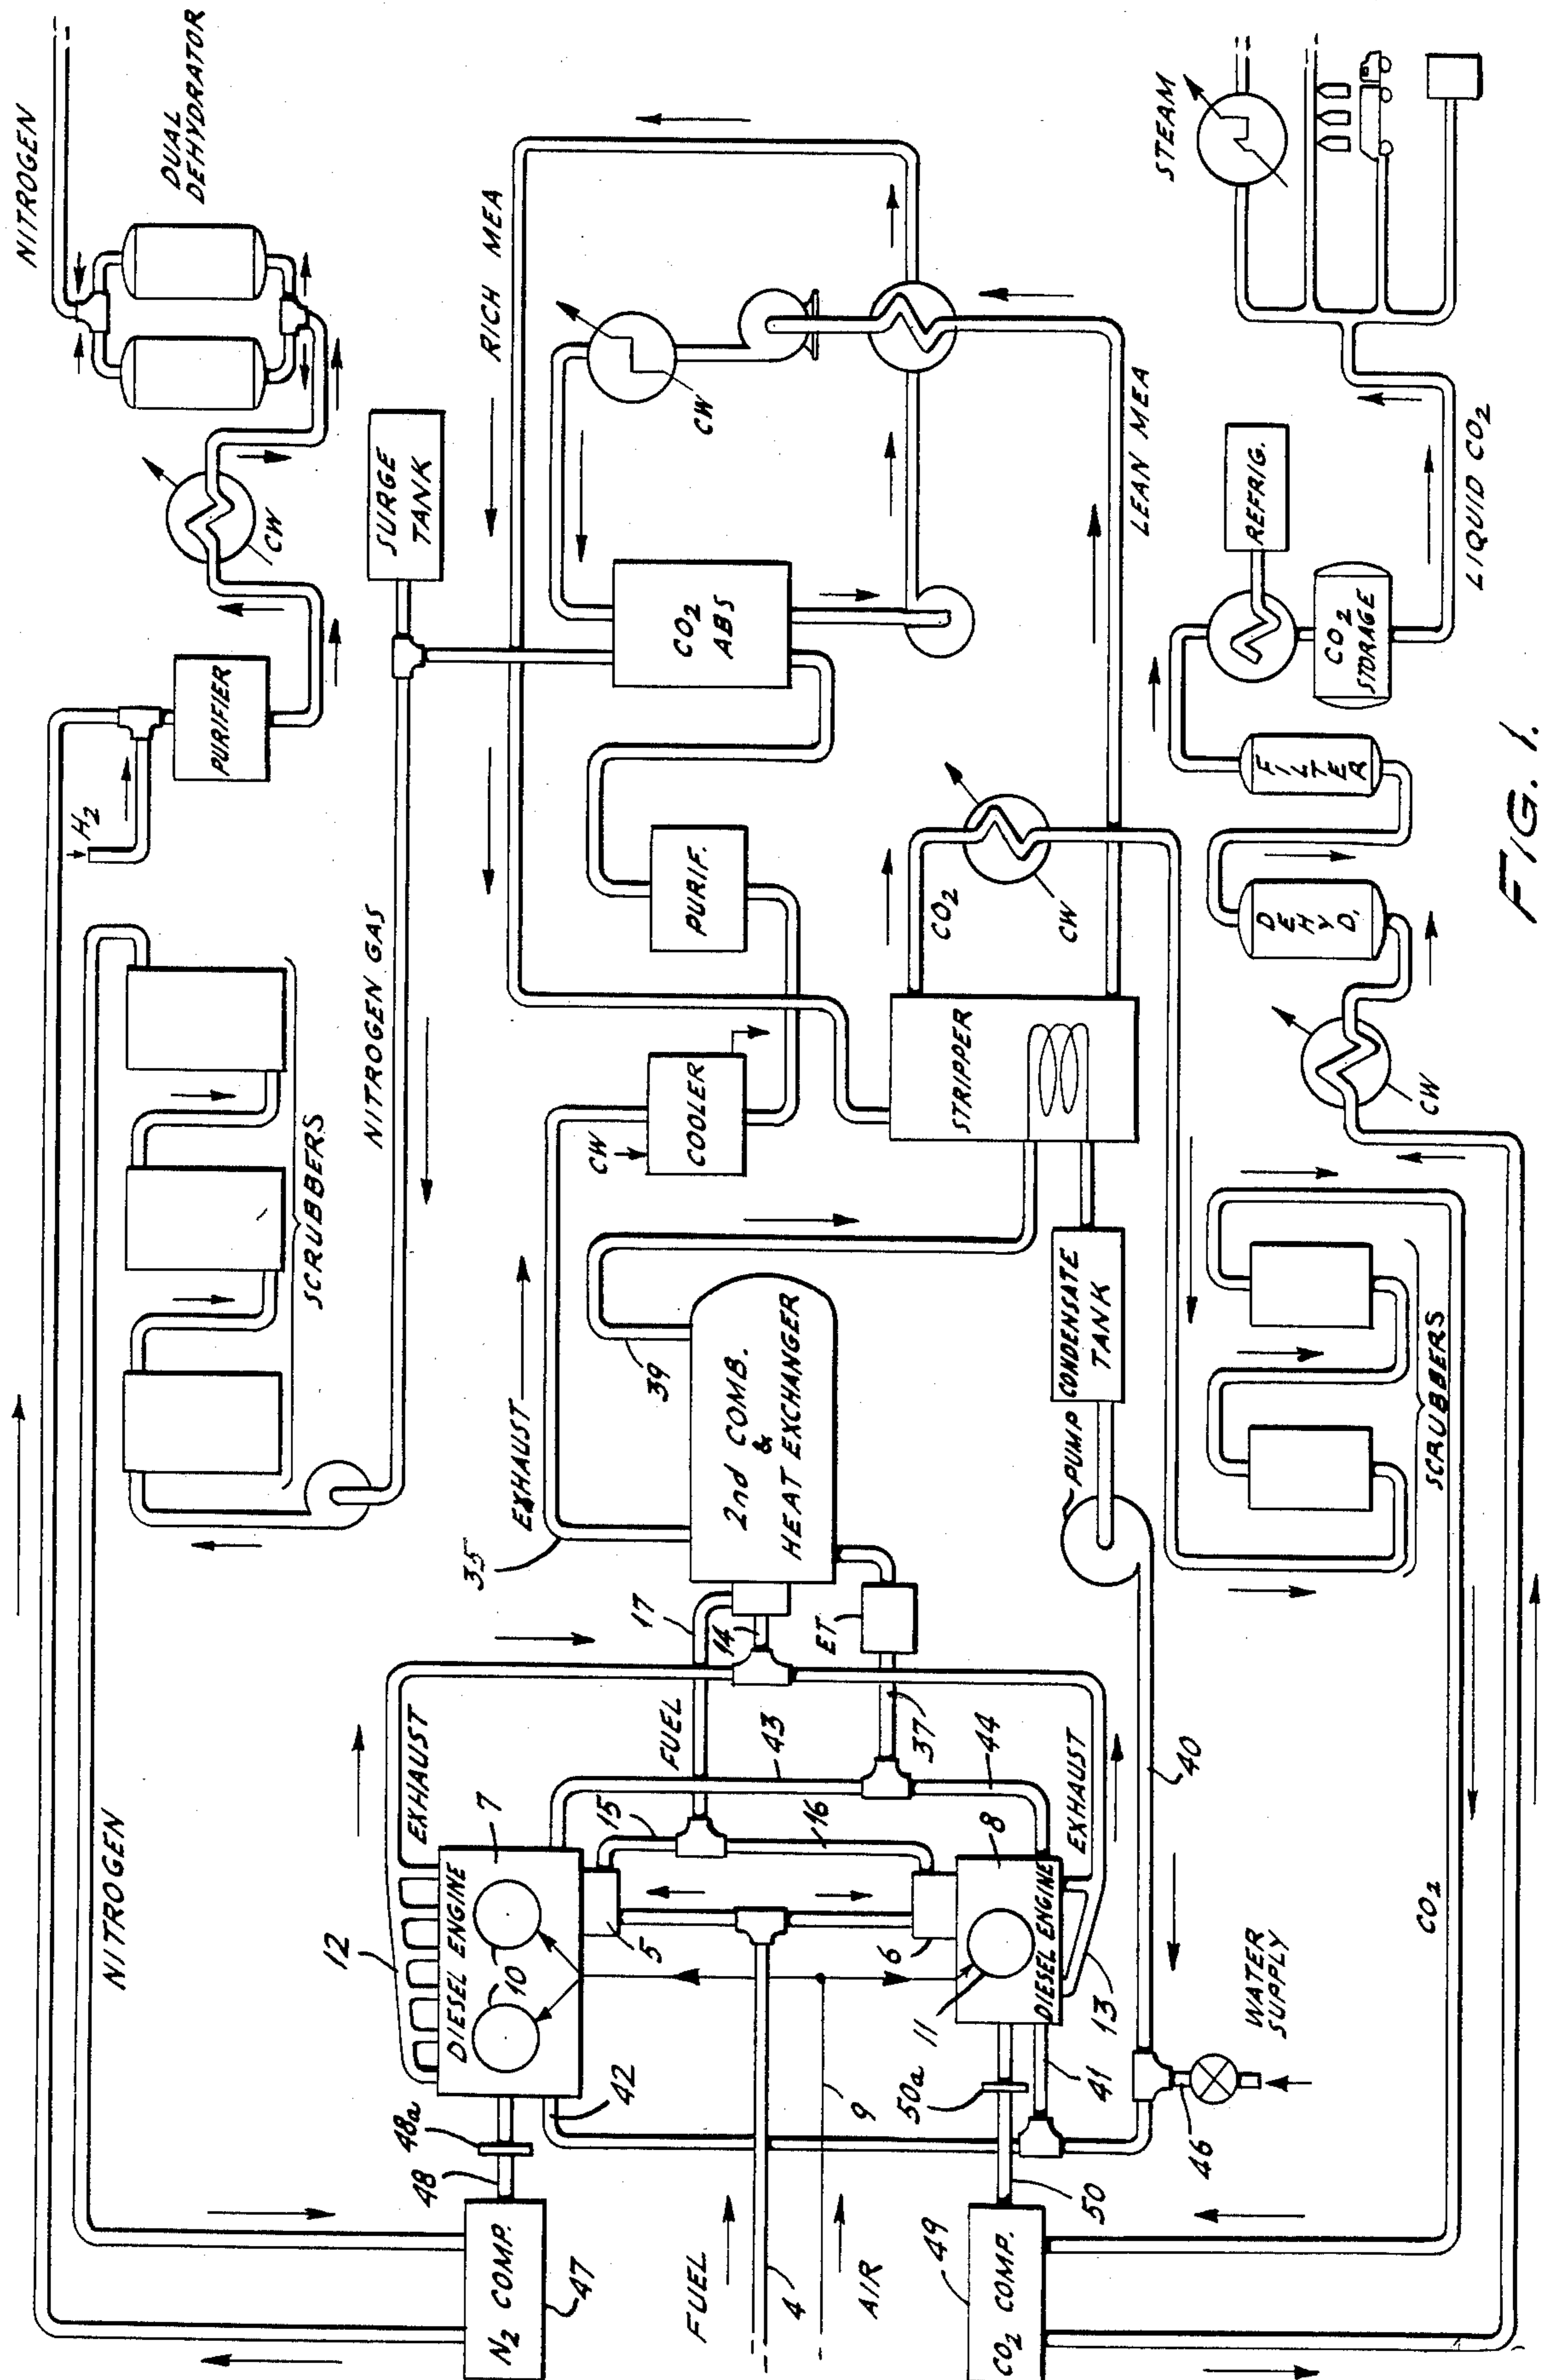 NITROGEN
DUAL
DEHYDRATOR
CW
H2
PURIFIER
SCRUBBERS
NITROGEN
SURGE
TANK
NITROGEN GAS
RICH MEA
CW
CO2
ABS
PURIF.
CW
COOLER
EXHAUST
35
39
2nd COMB.
&
HEAT EXCHANGER
17
14
ET
37
FUEL
43
44
EXHAUST
12
DIESEL ENGINE
7
10
15
16
5
6
8
DIESEL ENGINE
EXHAUST
11
13
9
42
41
48a
48
N2 COMP.
47
FUEL
4
AIR
50a
50
49
CO2 COMP.
46
WATER
SUPPLY
40
PUMP
CONDENSATE
TANK
STRIPPER
CO2
CW
LEAN MEA
SCRUBBERS
CO2
CW
DEHYD.
FILTER
REFRIG.
CO2
STORAGE
LIQUID CO2
STEAM
FIG. 1.